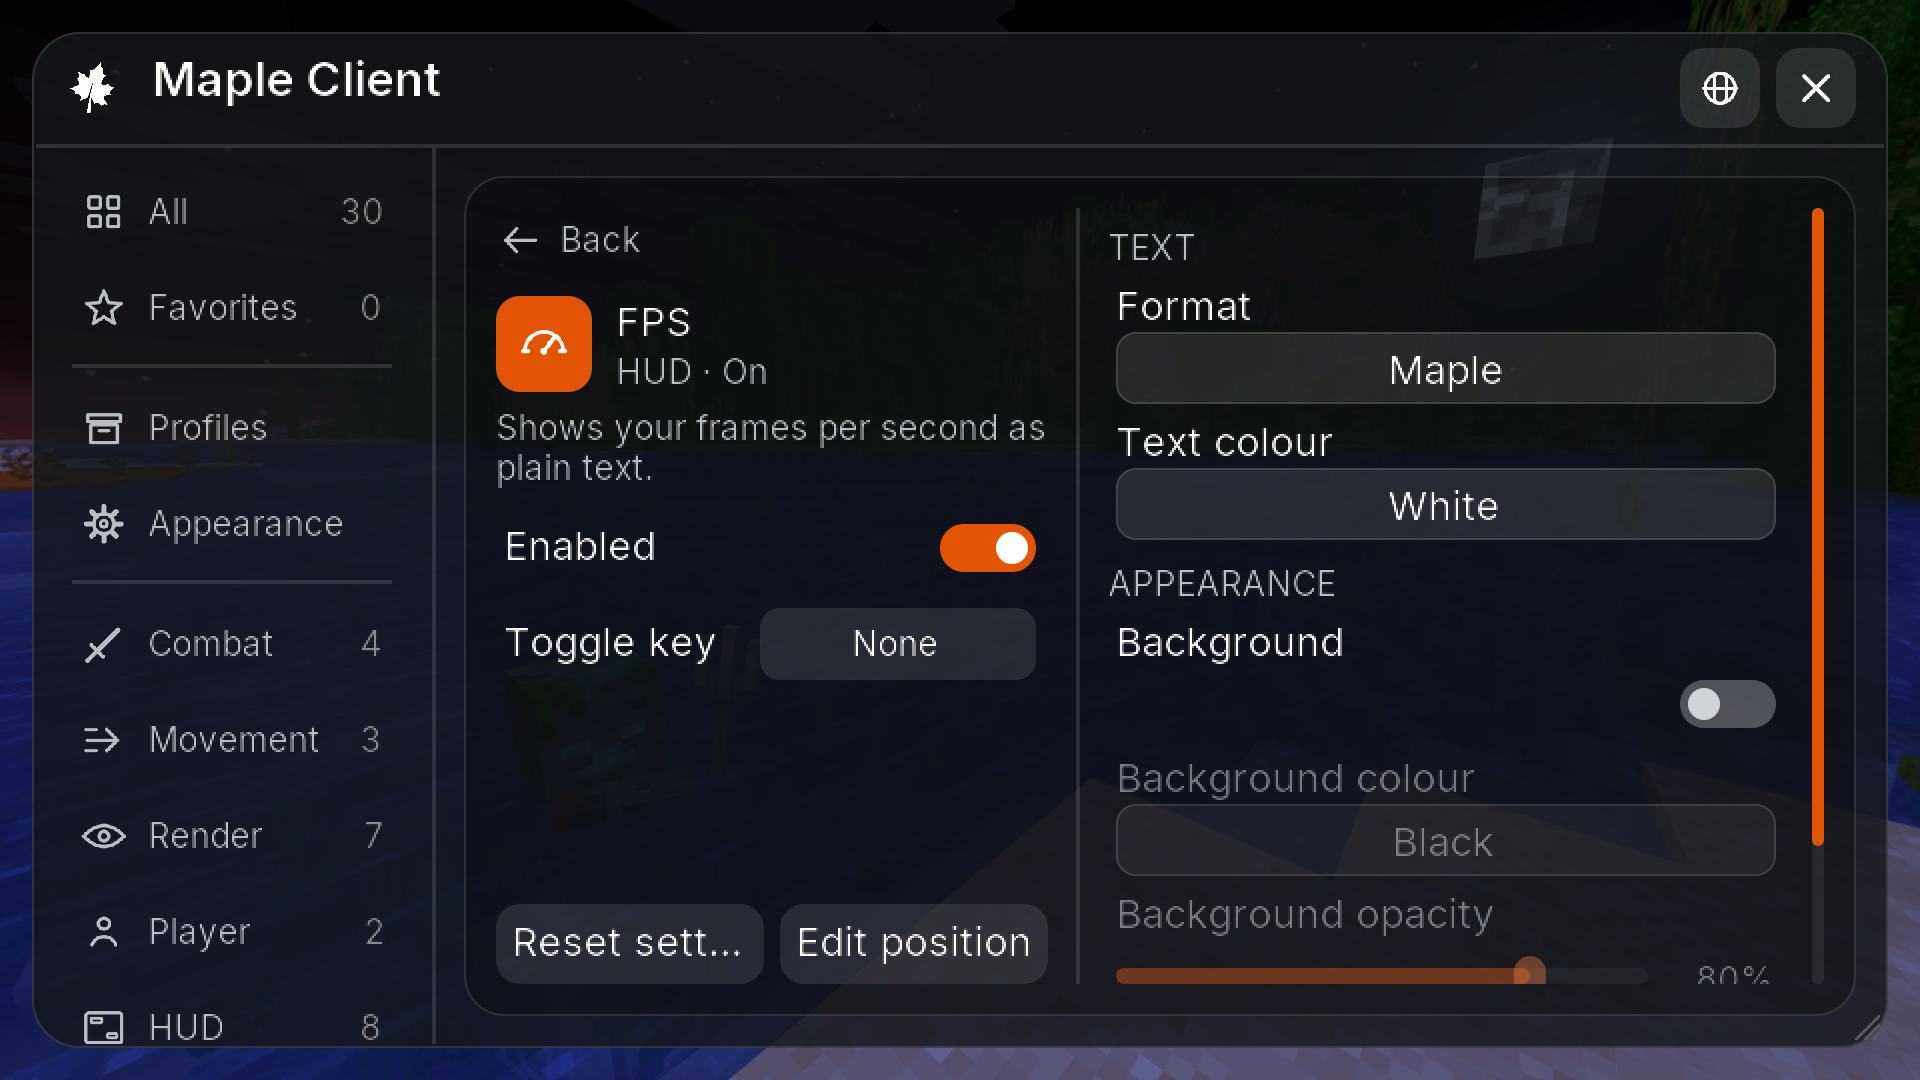 Maple Client
All 30
Favorites 0
Profiles
Appearance
Combat 4
Movement 3
Render 7
Player 2
HUD 8
Back
FPS
HUD · On
Shows your frames per second as
plain text.
Enabled
Toggle key None
Reset sett... Edit position
TEXT
Format
Maple
Text colour
White
APPEARANCE
Background
Background colour
Black
Background opacity
80%